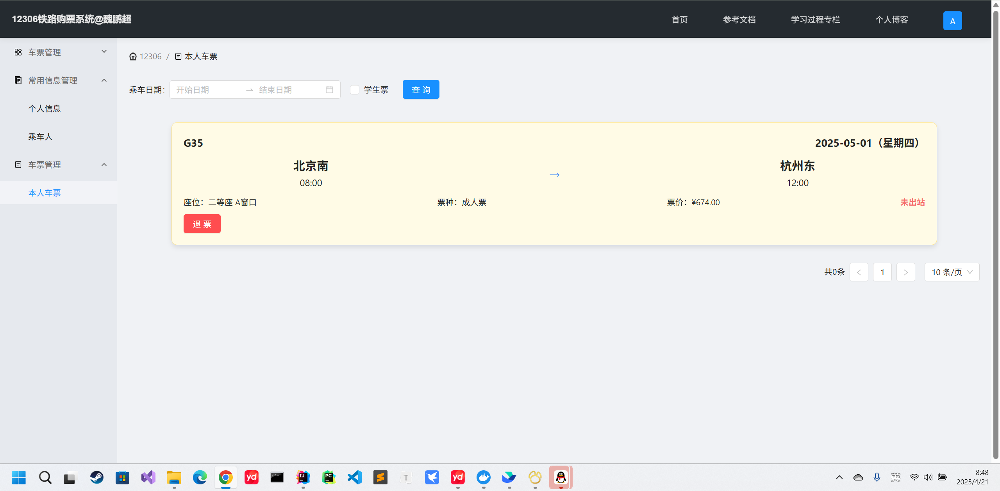 12306铁路购票系统@魏鹏超
首页
参考文档
学习过程专栏
个人博客
A
车票管理
常用信息管理
个人信息
乘车人
车票管理
本人车票
12306 / 本人车票
乘车日期: 开始日期 → 结束日期 学生票 查 询
G35 2025-05-01（星期四）
北京南 → 杭州东
08:00 12:00
座位：二等座 A窗口 票种：成人票 票价：¥674.00 未出站
退 票
共0条 < 1 > 10 条/页
yd
IJ
PC
T
yd
英
8:48
2025/4/21